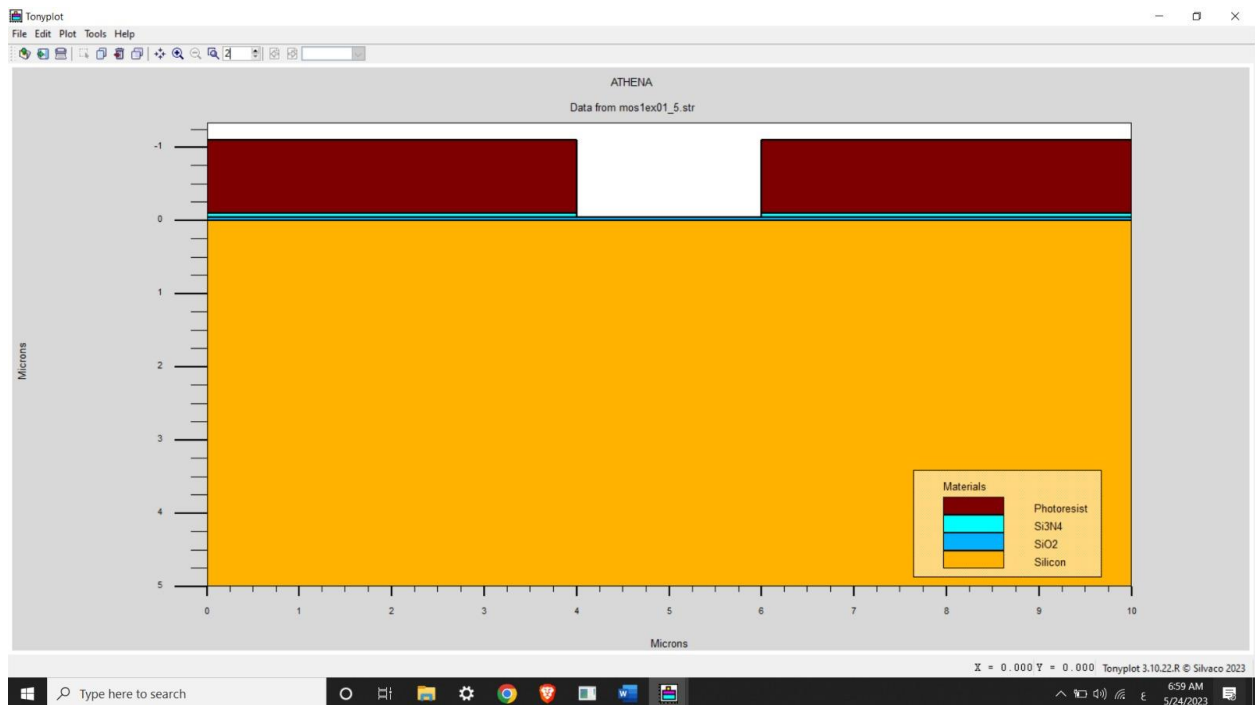 Tonyplot
File Edit Plot Tools Help
2
ATHENA
Data from mos1ex01_5.str
-1
0
1
2
3
4
5
Microns
Materials
Photoresist
Si3N4
SiO2
Silicon
0 1 2 3 4 5 6 7 8 9 10
Microns
X = 0.000 Y = 0.000 Tonyplot 3.10.22.R © Silvaco 2023
Type here to search
ع
6:59 AM
5/24/2023